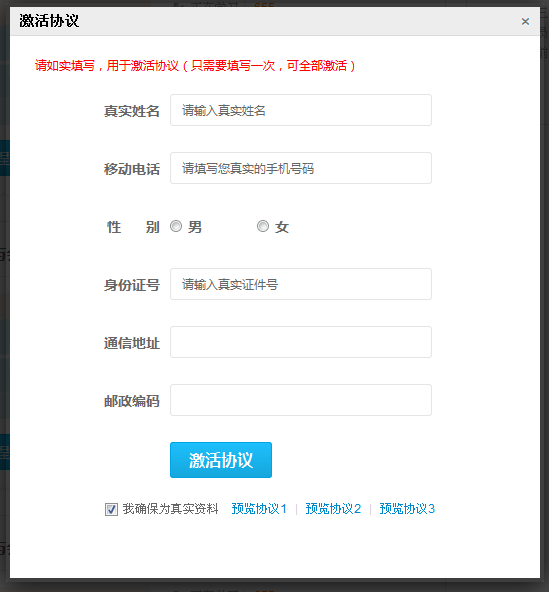 激活协议
×
请如实填写，用于激活协议（只需要填写一次，可全部激活）
真实姓名 请输入真实姓名
移动电话 请填写您真实的手机号码
性 别 男 女
身份证号 请输入真实证件号
通信地址
邮政编码
激活协议
我确保为真实资料 预览协议1 | 预览协议2 | 预览协议3